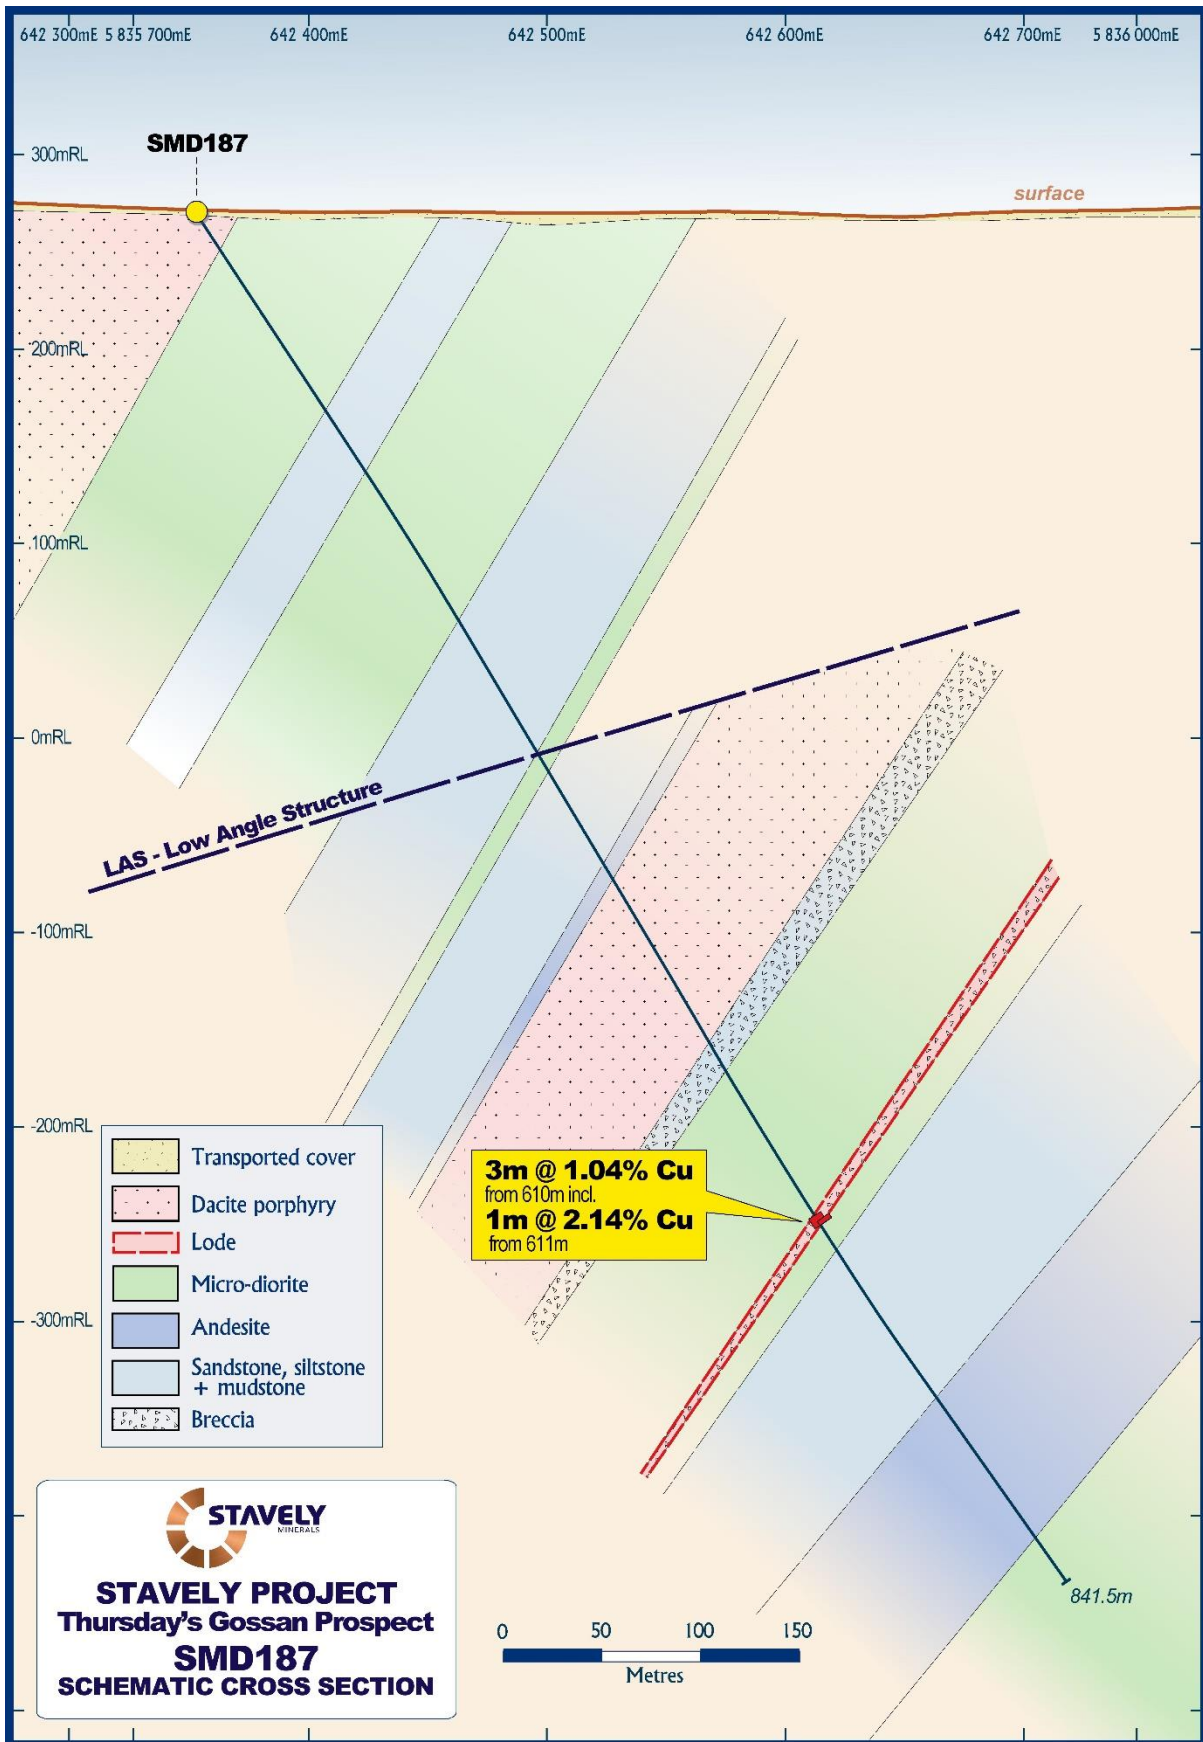 642 300mE 5 835 700mE 642 400mE 642 500mE 642 600mE 642 700mE 5 836 000mE
SMD187
300mRL
surface
200mRL
100mRL
0mRL
LAS - Low Angle Structure
-100mRL
-200mRL
Transported cover
Dacite porphyry
Lode
Micro-diorite
Andesite
Sandstone, siltstone
+ mudstone
Breccia
3m @ 1.04% Cu
from 610m incl.
1m @ 2.14% Cu
from 611m
-300mRL
STAVELY
MINERALS
STAVELY PROJECT
Thursday's Gossan Prospect
SMD187
SCHEMATIC CROSS SECTION
0 50 100 150
Metres
841.5m